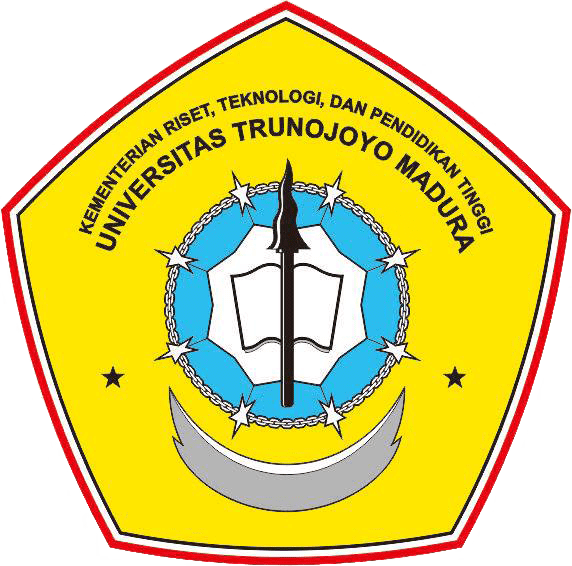 KEMENTERIAN RISET, TEKNOLOGI, DAN PENDIDIKAN TINGGI
UNIVERSITAS TRUNOJOYO MADURA